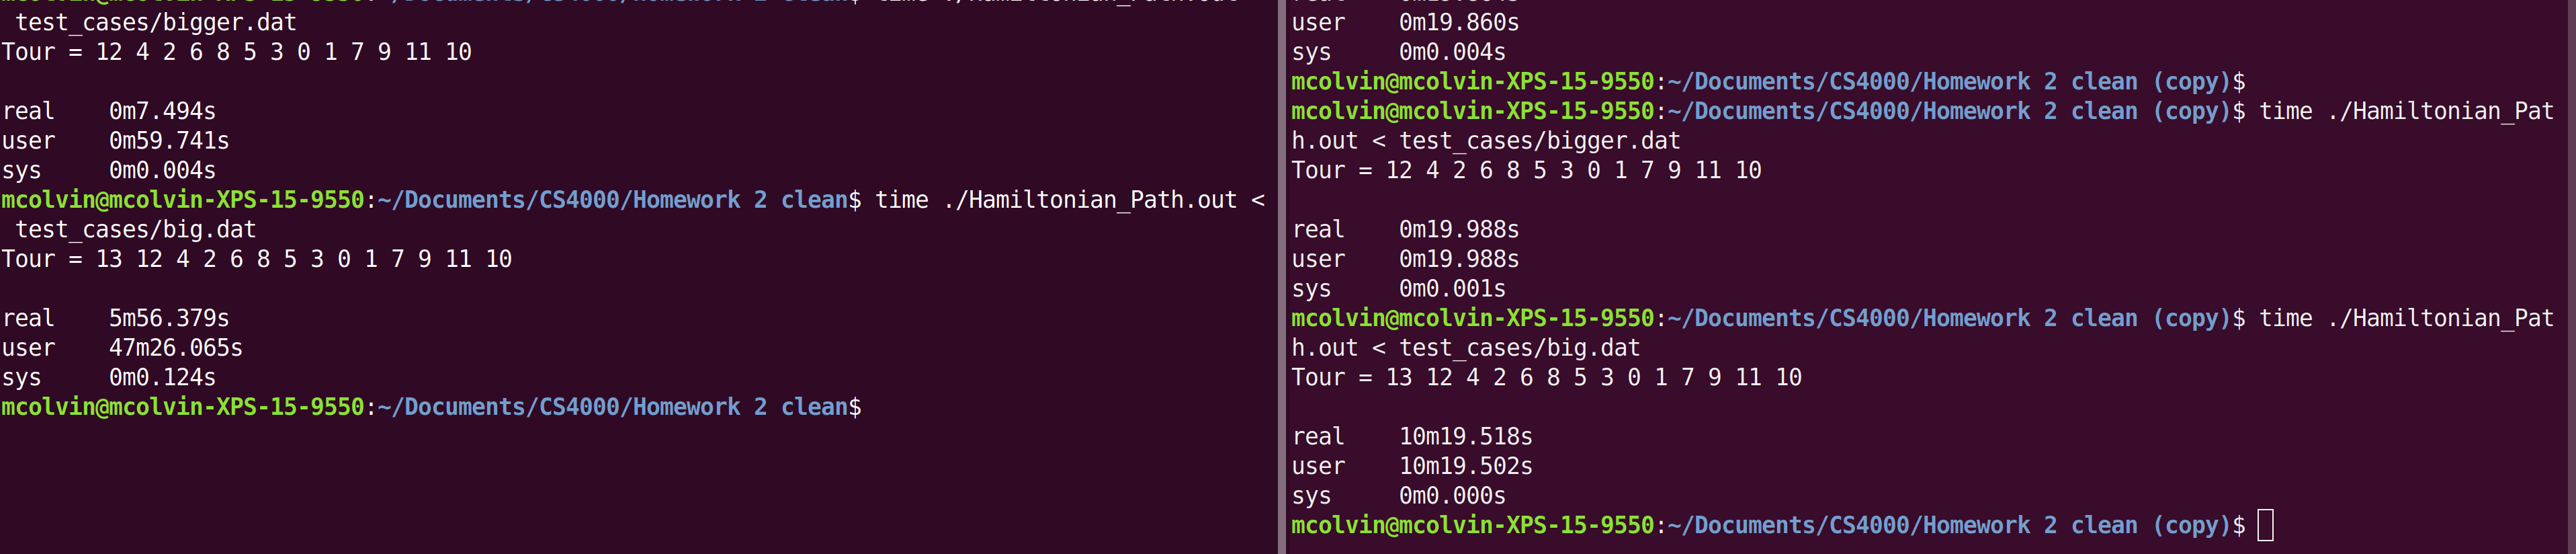 test_cases/bigger.dat
Tour = 12 4 2 6 8 5 3 0 1 7 9 11 10
real    0m7.494s
user    0m59.741s
sys     0m0.004s
mcolvin@mcolvin-XPS-15-9550:~/Documents/CS4000/Homework 2 clean$ time ./Hamiltonian_Path.out <
 test_cases/big.dat
Tour = 13 12 4 2 6 8 5 3 0 1 7 9 11 10
real    5m56.379s
user    47m26.065s
sys     0m0.124s
mcolvin@mcolvin-XPS-15-9550:~/Documents/CS4000/Homework 2 clean$
user    0m19.860s
sys     0m0.004s
mcolvin@mcolvin-XPS-15-9550:~/Documents/CS4000/Homework 2 clean (copy)$
mcolvin@mcolvin-XPS-15-9550:~/Documents/CS4000/Homework 2 clean (copy)$ time ./Hamiltonian_Pat
h.out < test_cases/bigger.dat
Tour = 12 4 2 6 8 5 3 0 1 7 9 11 10
real    0m19.988s
user    0m19.988s
sys     0m0.001s
mcolvin@mcolvin-XPS-15-9550:~/Documents/CS4000/Homework 2 clean (copy)$ time ./Hamiltonian_Pat
h.out < test_cases/big.dat
Tour = 13 12 4 2 6 8 5 3 0 1 7 9 11 10
real    10m19.518s
user    10m19.502s
sys     0m0.000s
mcolvin@mcolvin-XPS-15-9550:~/Documents/CS4000/Homework 2 clean (copy)$